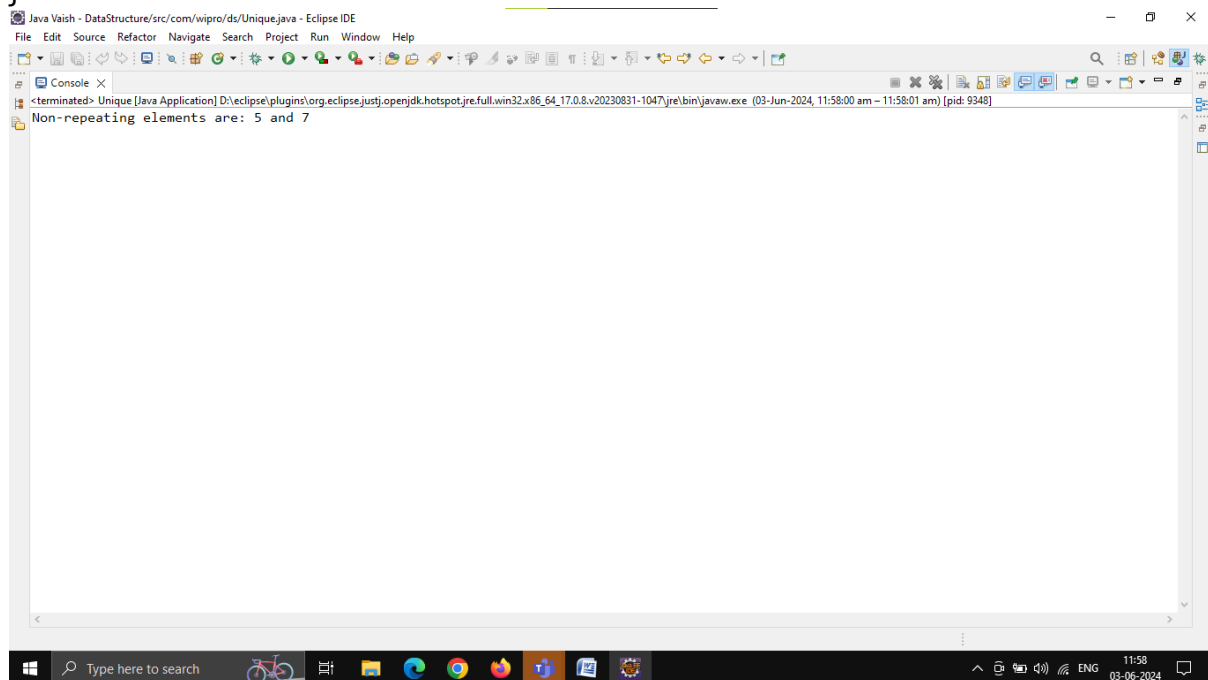 }
Java Vaish - DataStructure/src/com/wipro/ds/Unique.java - Eclipse IDE
File Edit Source Refactor Navigate Search Project Run Window Help
Console
<terminated> Unique [Java Application] D:\eclipse\plugins\org.eclipse.justj.openjdk.hotspot.jre.full.win32.x86_64_17.0.8.v20230831-1047\jre\bin\javaw.exe (03-Jun-2024, 11:58:00 am – 11:58:01 am) [pid: 9348]
Non-repeating elements are: 5 and 7
Type here to search
ENG
11:58
03-06-2024